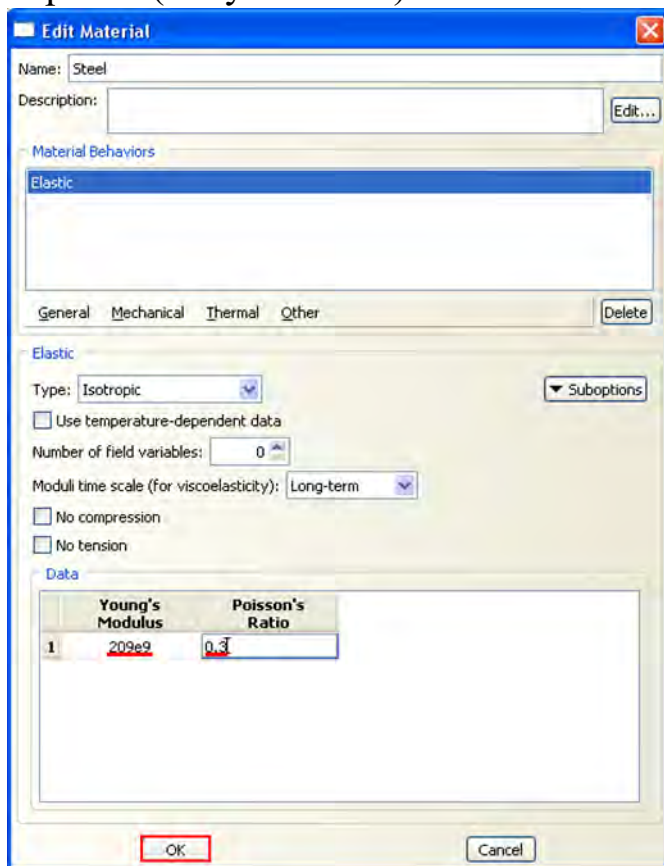 Edit Material
Name: Steel
Description:
Edit...
Material Behaviors
Elastic
General Mechanical Thermal Other Delete
Elastic
Type: Isotropic Suboptions
Use temperature-dependent data
Number of field variables: 0
Moduli time scale (for viscoelasticity): Long-term
No compression
No tension
Data
Young's Poisson's
Modulus Ratio
1 209e9 0.3
OK Cancel